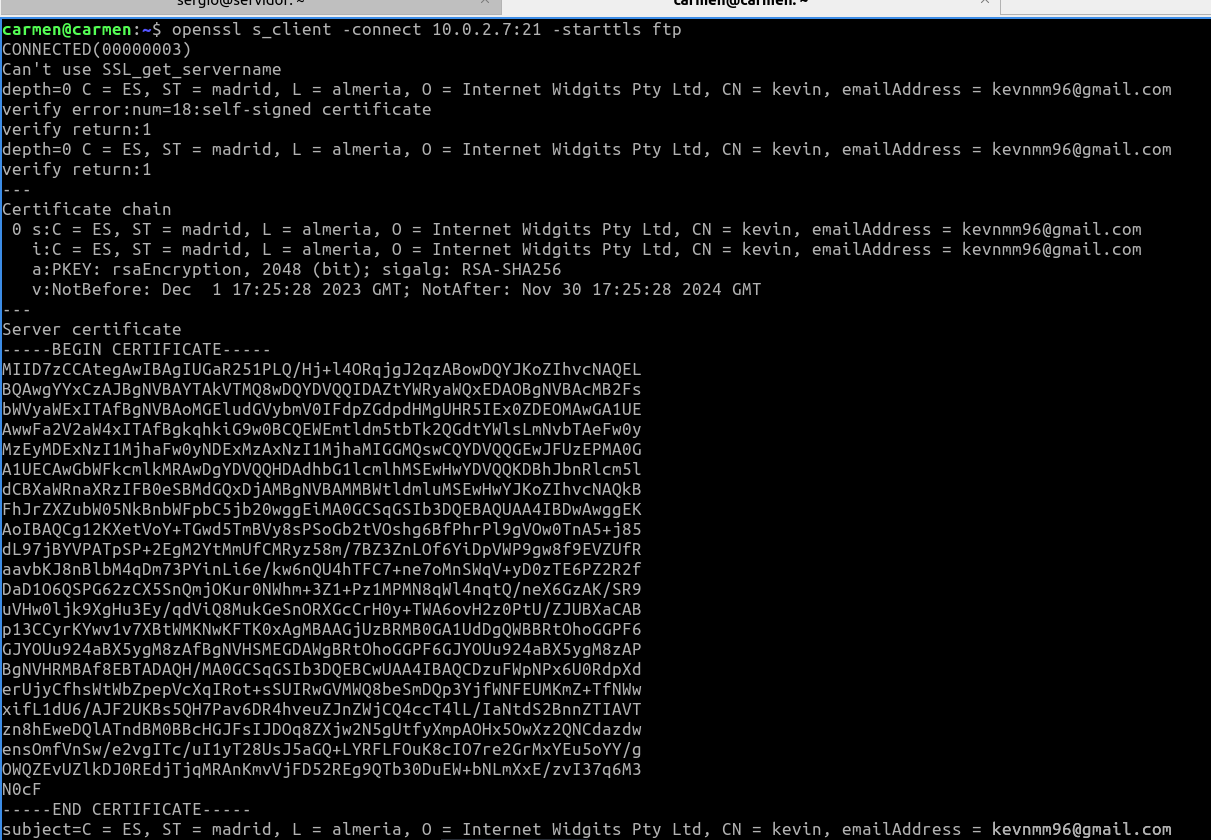 sergio@servidor: ~
carmen@carmen: ~
carmen@carmen:~$ openssl s_client -connect 10.0.2.7:21 -starttls ftp
CONNECTED(00000003)
Can't use SSL_get_servername
depth=0 C = ES, ST = madrid, L = almeria, O = Internet Widgits Pty Ltd, CN = kevin, emailAddress = kevnmm96@gmail.com
verify error:num=18:self-signed certificate
verify return:1
depth=0 C = ES, ST = madrid, L = almeria, O = Internet Widgits Pty Ltd, CN = kevin, emailAddress = kevnmm96@gmail.com
verify return:1
---
Certificate chain
 0 s:C = ES, ST = madrid, L = almeria, O = Internet Widgits Pty Ltd, CN = kevin, emailAddress = kevnmm96@gmail.com
   i:C = ES, ST = madrid, L = almeria, O = Internet Widgits Pty Ltd, CN = kevin, emailAddress = kevnmm96@gmail.com
   a:PKEY: rsaEncryption, 2048 (bit); sigalg: RSA-SHA256
   v:NotBefore: Dec  1 17:25:28 2023 GMT; NotAfter: Nov 30 17:25:28 2024 GMT
---
Server certificate
-----BEGIN CERTIFICATE-----
MIID7zCCAtegAwIBAgIUGaR251PLQ/Hj+l4ORqjgJ2qzABowDQYJKoZIhvcNAQEL
BQAwgYYxCzAJBgNVBAYTAkVTMQ8wDQYDVQQIDAZtYWRyaWQxEDAOBgNVBAcMB2Fs
bWVyaWExITAfBgNVBAoMGEludGVybmV0IFdpZGdpdHMgUHR5IEx0ZDEOMAwGA1UE
AwwFa2V2aW4xITAfBgkqhkiG9w0BCQEWEmtldm5tbTk2QGdtYWlsLmNvbTAeFw0y
MzEyMDExNzI1MjhaFw0yNDExMzAxNzI1MjhaMIGGMQswCQYDVQQGEwJFUzEPMA0G
A1UECAwGbWFkcmlkMRAwDgYDVQQHDAdhbG1lcmlhMSEwHwYDVQQKDBhJbnRlcm5l
dCBXaWRnaXRzIFB0eSBMdGQxDjAMBgNVBAMMBWtldmluMSEwHwYJKoZIhvcNAQkB
FhJrZXZubW05NkBnbWFpbC5jb20wggEiMA0GCSqGSIb3DQEBAQUAA4IBDwAwggEK
AoIBAQCg12KXetVoY+TGwd5TmBVy8sPSoGb2tVOshg6BfPhrPl9gVOw0TnA5+j85
dL97jBYVPATpSP+2EgM2YtMmUfCMRyz58m/7BZ3ZnLOf6YiDpVWP9gw8f9EVZUfR
aavbKJ8nBlbM4qDm73PYinLi6e/kw6nQU4hTFC7+ne7oMnSWqV+yD0zTE6PZ2R2f
DaD1O6QSPG62zCX5SnQmjOKur0NWhm+3Z1+Pz1MPMN8qWl4nqtQ/neX6GzAK/SR9
uVHw0ljk9XgHu3Ey/qdViQ8MukGeSnORXGcCrH0y+TWA6ovH2z0PtU/ZJUBXaCAB
p13CCyrKYwv1v7XBtWMKNwKFTK0xAgMBAAGjUzBRMB0GA1UdDgQWBBRtOhoGGPF6
GJYOUu924aBX5ygM8zAfBgNVHSMEGDAWgBRtOhoGGPF6GJYOUu924aBX5ygM8zAP
BgNVHRMBAf8EBTADAQH/MA0GCSqGSIb3DQEBCwUAA4IBAQCDzuFWpNPx6U0RdpXd
erUjyCfhsWtWbZpepVcXqIRot+sSUIRwGVMWQ8beSmDQp3YjfWNFEUMKmZ+TfNWw
xifL1dU6/AJF2UKBs5QH7Pav6DR4hveuZJnZWjCQ4ccT4lL/IaNtdS2BnnZTIAVT
zn8hEweDQlATndBM0BBcHGJFsIJDOq8ZXjw2N5gUtfyXmpAOHx5OwXz2QNCdazdw
ensOmfVnSw/e2vgITc/uI1yT28UsJ5aGQ+LYRFLFOuK8cIO7re2GrMxYEu5oYY/g
OWQZEvUZlkDJ0REdjTjqMRAnKmvVjFD52REg9QTb30DuEW+bNLmXxE/zvI37q6M3
N0cF
-----END CERTIFICATE-----
subject=C = ES, ST = madrid, L = almeria, O = Internet Widgits Pty Ltd, CN = kevin, emailAddress = kevnmm96@gmail.com